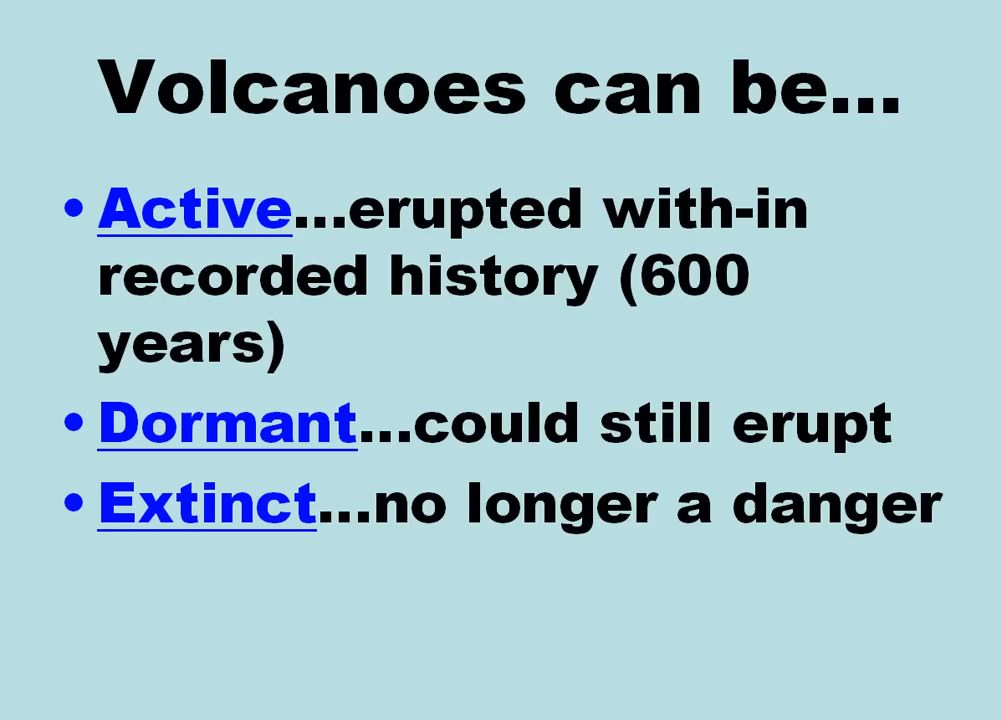 Volcanoes can be...
• Active...erupted with-in
recorded history (600
years)
• Dormant...could still erupt
• Extinct...no longer a danger